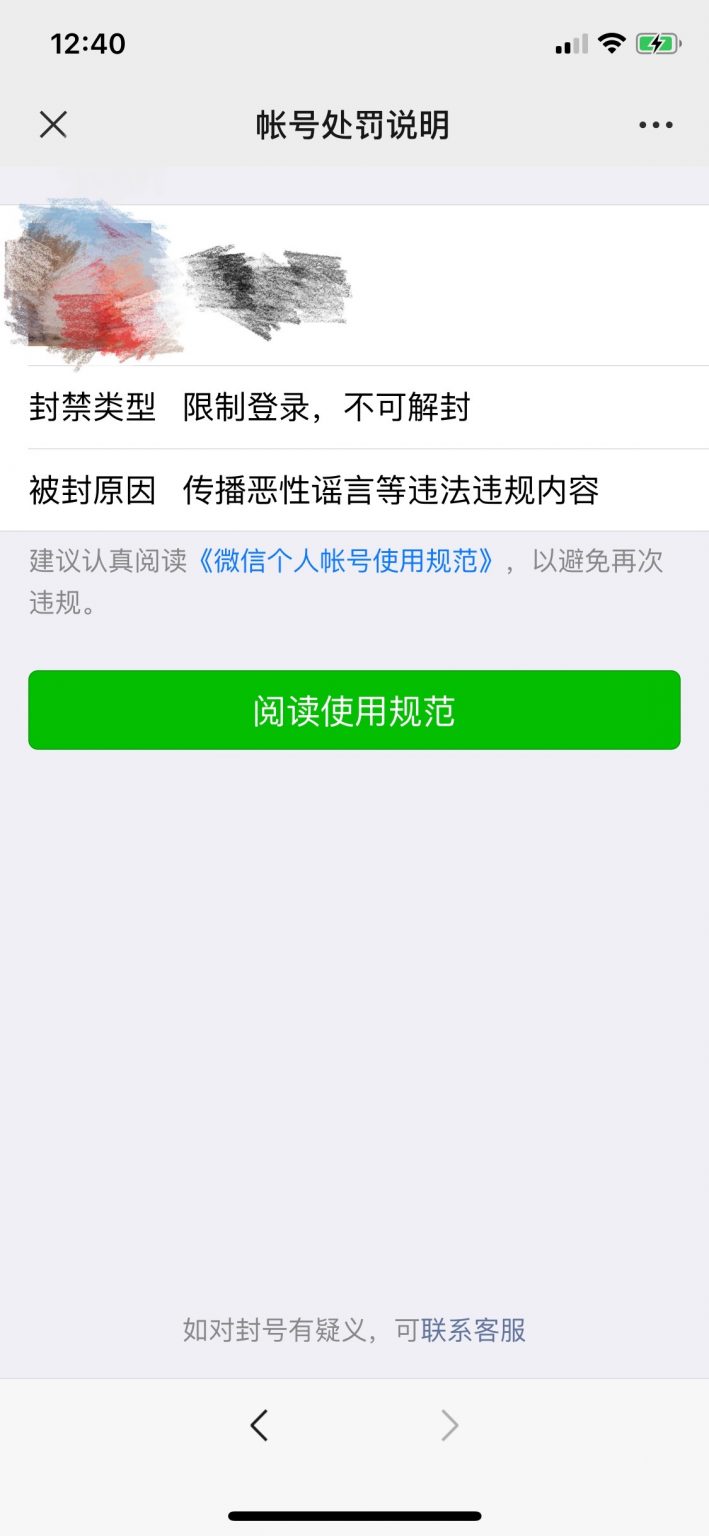 12:40
帐号处罚说明
封禁类型 限制登录，不可解封
被封原因 传播恶性谣言等违法违规内容
建议认真阅读《微信个人帐号使用规范》，以避免再次
违规。
阅读使用规范
如对封号有疑义，可联系客服